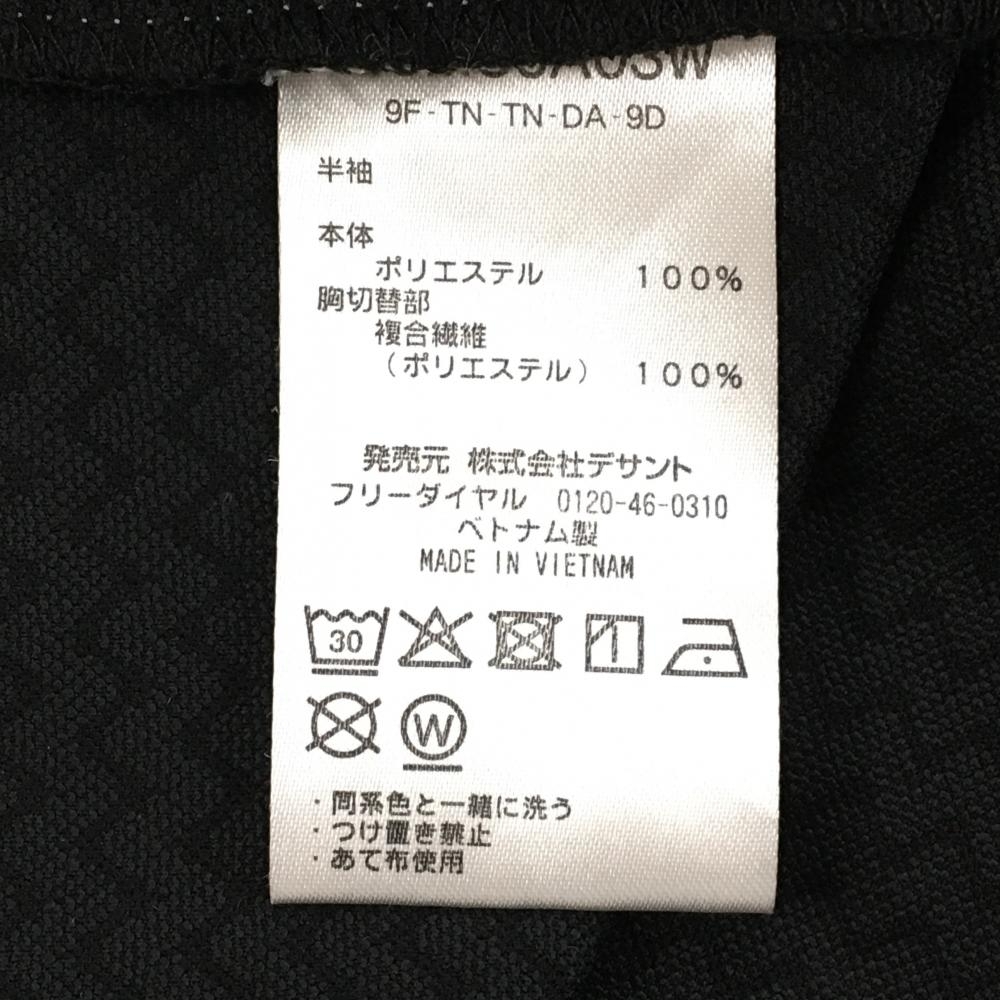 9F-TN-TN-DA-9D
半袖
本体
ポリエステル 100%
胸切替部
複合繊維
(ポリエステル) 100%
発売元 株式会社デサント
フリーダイヤル 0120-46-0310
ベトナム製
MADE IN VIETNAM
30
1
W
・同系色と一緒に洗う
・つけ置き禁止
・あて布使用